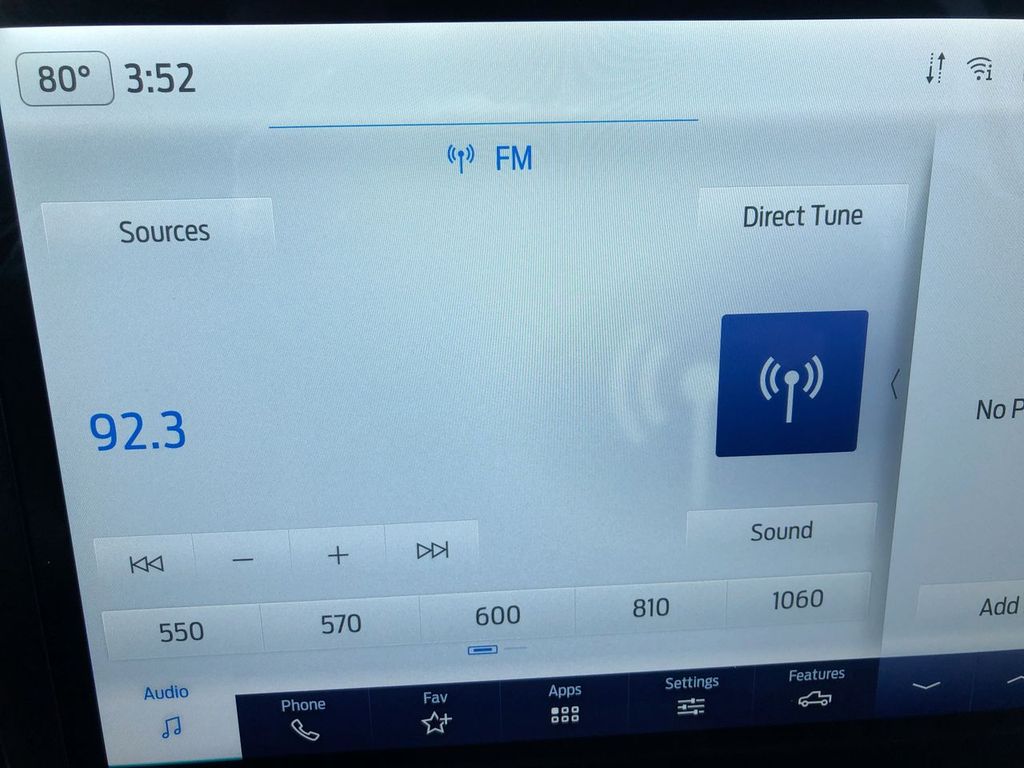 80° 3:52
FM
Sources
Direct Tune
92.3
No P
Sound
550 570 600 810 1060
Add
Audio
Phone
Fav
Apps
Settings
Features